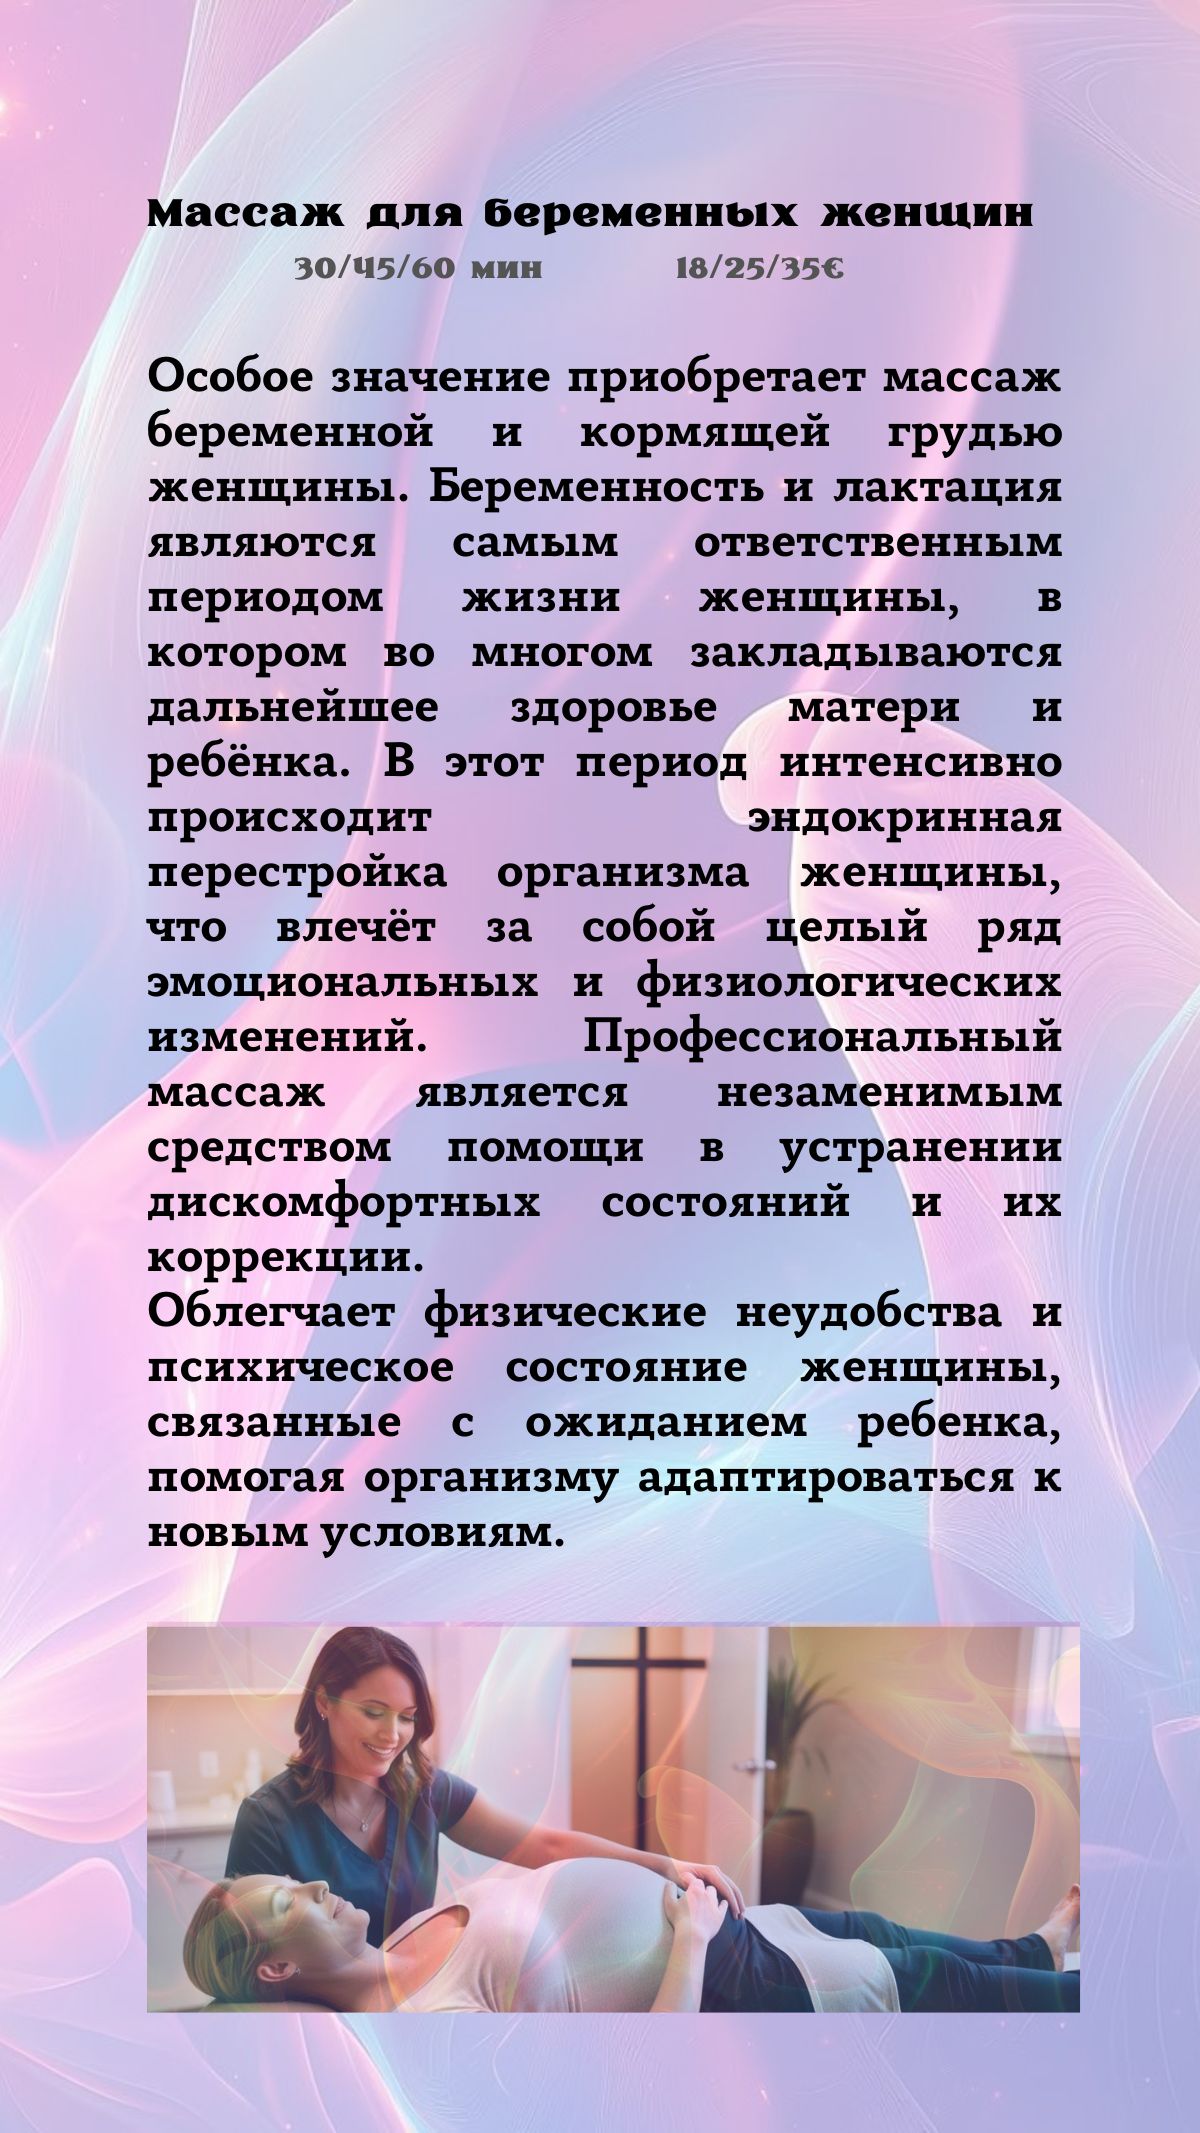 Массаж для беременных женщин
30/45/60 мин 18/25/35€
Особое значение приобретает массаж
беременной и кормящей грудью
женщины. Беременность и лактация
являются самым ответственным
периодом жизни женщины, в
котором во многом закладываются
дальнейшее здоровье матери и
ребёнка. В этот период интенсивно
происходит эндокринная
перестройка организма женщины,
что влечёт за собой целый ряд
эмоциональных и физиологических
изменений. Профессиональный
массаж является незаменимым
средством помощи в устранении
дискомфортных состояний и их
коррекции.
Облегчает физические неудобства и
психическое состояние женщины,
связанные с ожиданием ребенка,
помогая организму адаптироваться к
новым условиям.